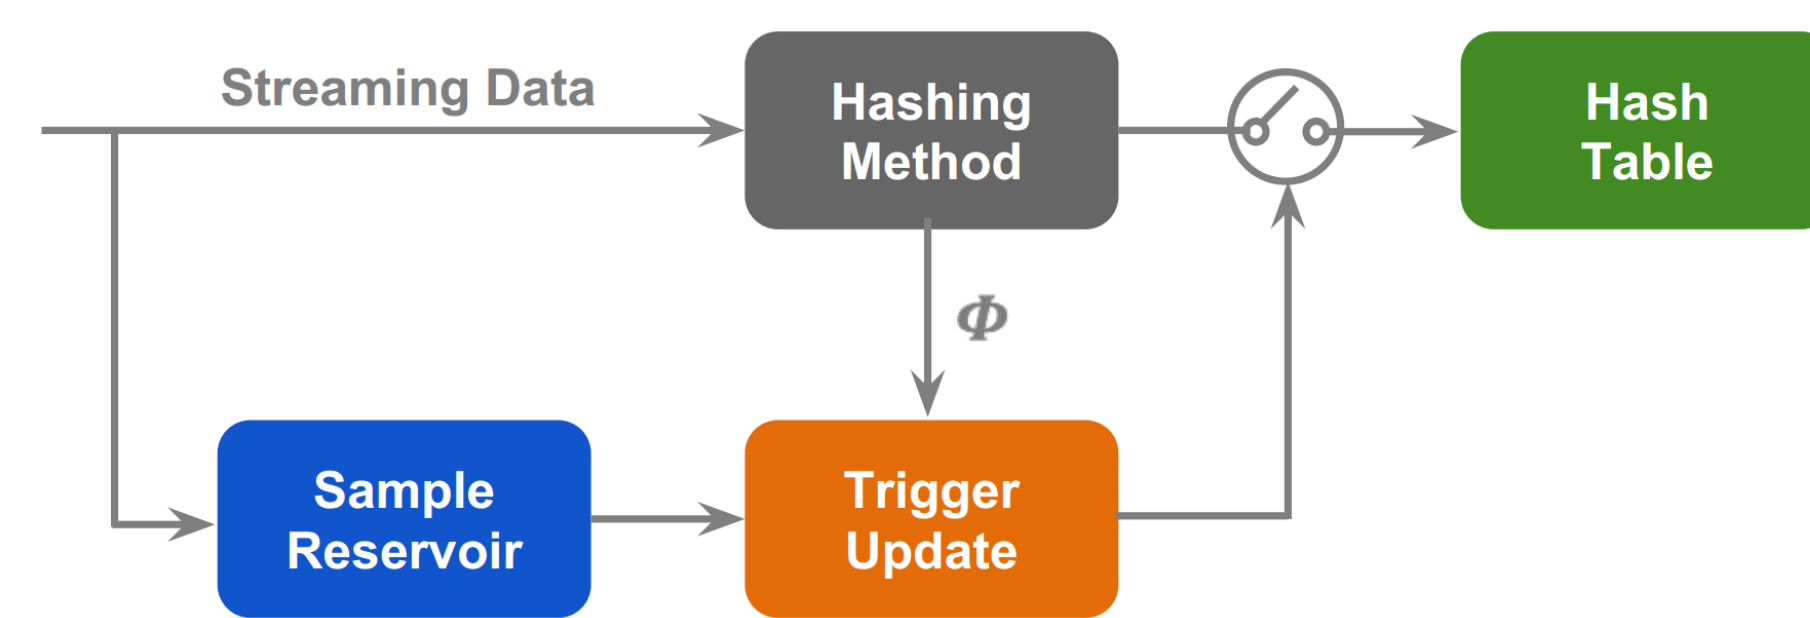 Streaming Data
Hashing
Method
Hash
Table
Φ
Sample
Reservoir
Trigger
Update